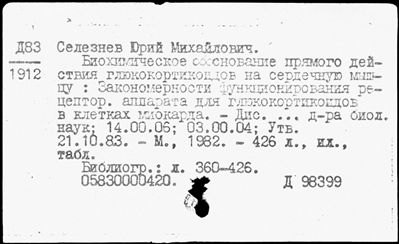 Д83 Селезнев Юрий Михайлович.
Биохимическое обоснование прямого дей-
1912 ствия глюкокортикоидов на сердечную мыш-
цу : Закономерности функционирования ре-
цептор. аппарата для глюкокортикоидов
в клетках миокарда. - Дис. ... д-ра биол.
наук; 14.00.06; 03.00.04; Утв.
21.10.83. - М., 1982. - 426 л., ил.,
табл.
Библиогр.: л. 360-426.
05830000420. Д 98399